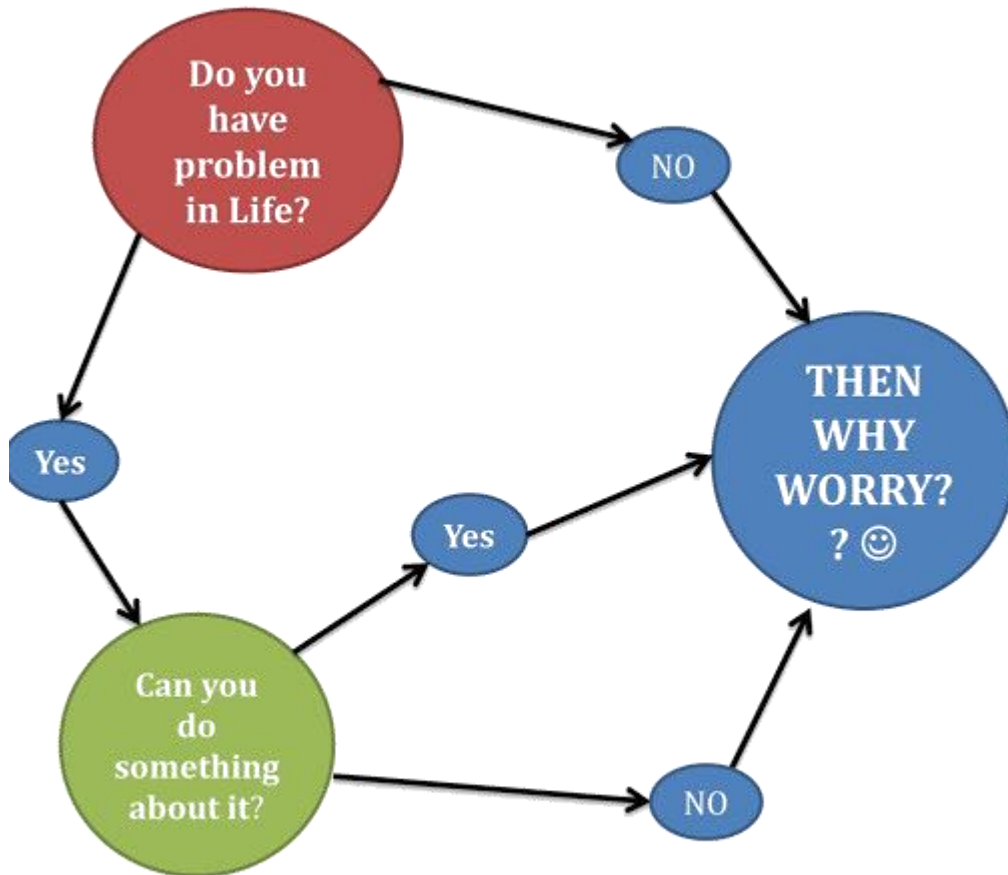 Do you
have
problem
in Life?
NO
THEN
WHY
WORRY?
? ☺
Yes
Yes
Can you
do
something
about it?
NO